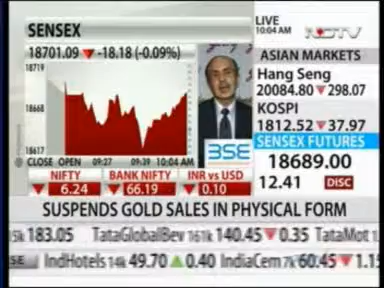 SENSEX
18701.09 ▼ -18.18 (-0.09%)
18719
18668
18617
CLOSE OPEN 09:27 09:39 10:04 AM
NIFTY BANK NIFTY INR vs USD
▼ 6.24 ▼ 66.19 ▼ 0.10
BSE
LIVE
10:04 AM
NDTV
ASIAN MARKETS
Hang Seng
20084.80 ▼ 298.07
KOSPI
1812.52 ▼ 37.97
SENSEX FUTURES
18689.00
12.41 DISC
SUSPENDS GOLD SALES IN PHYSICAL FORM
15k 183.05 TataGlobalBev 161k 140.45 ▼ 0.35 TataMot
SE IndHotels 14k 49.70 ▲ 0.40 IndiaCem 7k 60.45 ▼ 1.15